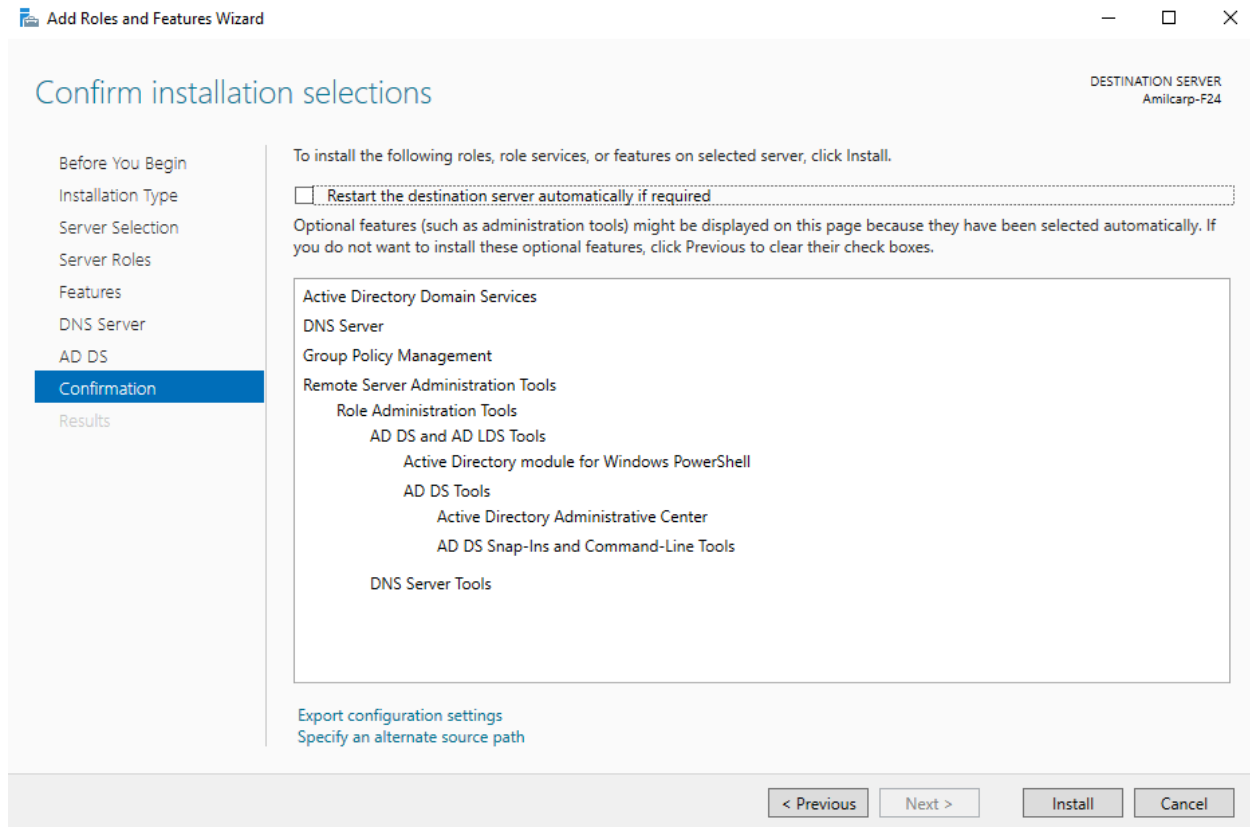 Add Roles and Features Wizard
Confirm installation selections
DESTINATION SERVER
Amilcarp-F24
Before You Begin
Installation Type
Server Selection
Server Roles
Features
DNS Server
AD DS
Confirmation
Results
To install the following roles, role services, or features on selected server, click Install.
Restart the destination server automatically if required
Optional features (such as administration tools) might be displayed on this page because they have been selected automatically. If
you do not want to install these optional features, click Previous to clear their check boxes.
Active Directory Domain Services
DNS Server
Group Policy Management
Remote Server Administration Tools
Role Administration Tools
AD DS and AD LDS Tools
Active Directory module for Windows PowerShell
AD DS Tools
Active Directory Administrative Center
AD DS Snap-Ins and Command-Line Tools
DNS Server Tools
Export configuration settings
Specify an alternate source path
< Previous
Next >
Install
Cancel